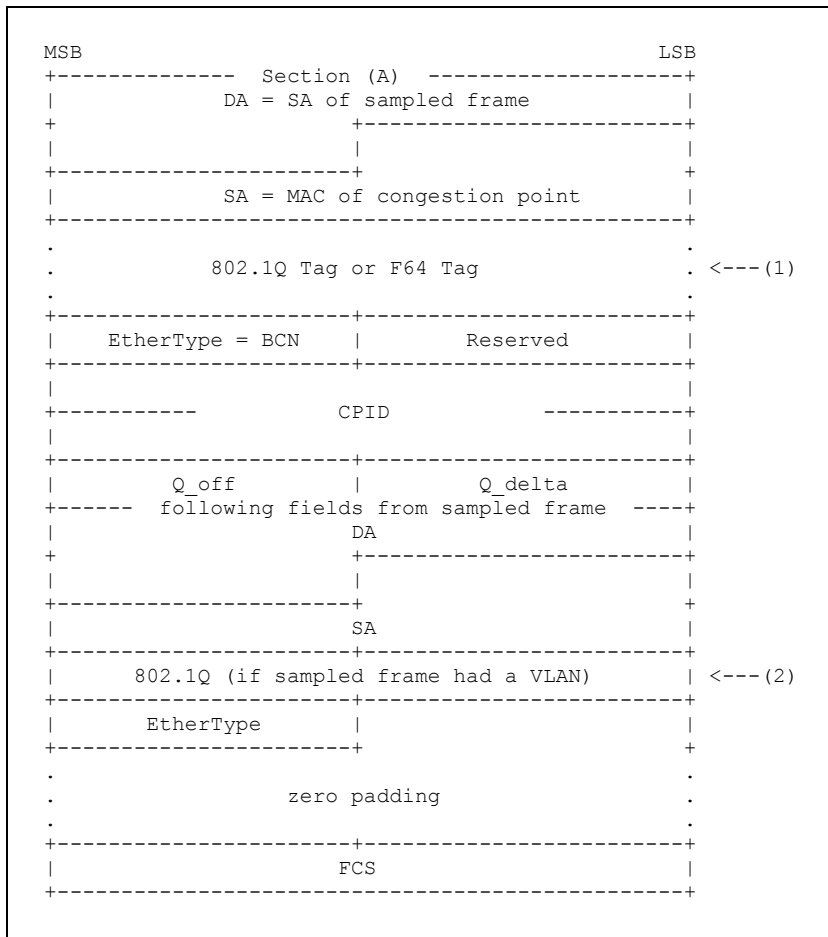 MSB                                              LSB
+-------------- Section (A) --------------------+
|          DA = SA of sampled frame             |
+                       +-----------------------+
|                       |                       |
+-----------------------+                       +
|          SA = MAC of congestion point         |
+-----------------------------------------------+
.                                               .
.          802.1Q Tag or F64 Tag                . <---(1)
.                                               .
+-----------------------+-----------------------+
|    EtherType = BCN    |       Reserved        |
+-----------------------+-----------------------+
|                                               |
+-----------          CPID           -----------+
|                                               |
+-----------------------+-----------------------+
|        Q_off          |        Q_delta        |
+------ following fields from sampled frame ----+
|                      DA                       |
+                       +-----------------------+
|                       |                       |
+-----------------------+                       +
|                      SA                       |
+-----------------------+-----------------------+
|     802.1Q (if sampled frame had a VLAN)      | <---(2)
+-----------------------+-----------------------+
|      EtherType        |                       |
+-----------------------+                       +
.                                               .
.                 zero padding                  .
.                                               .
+-----------------------+-----------------------+
|                     FCS                       |
+-----------------------------------------------+